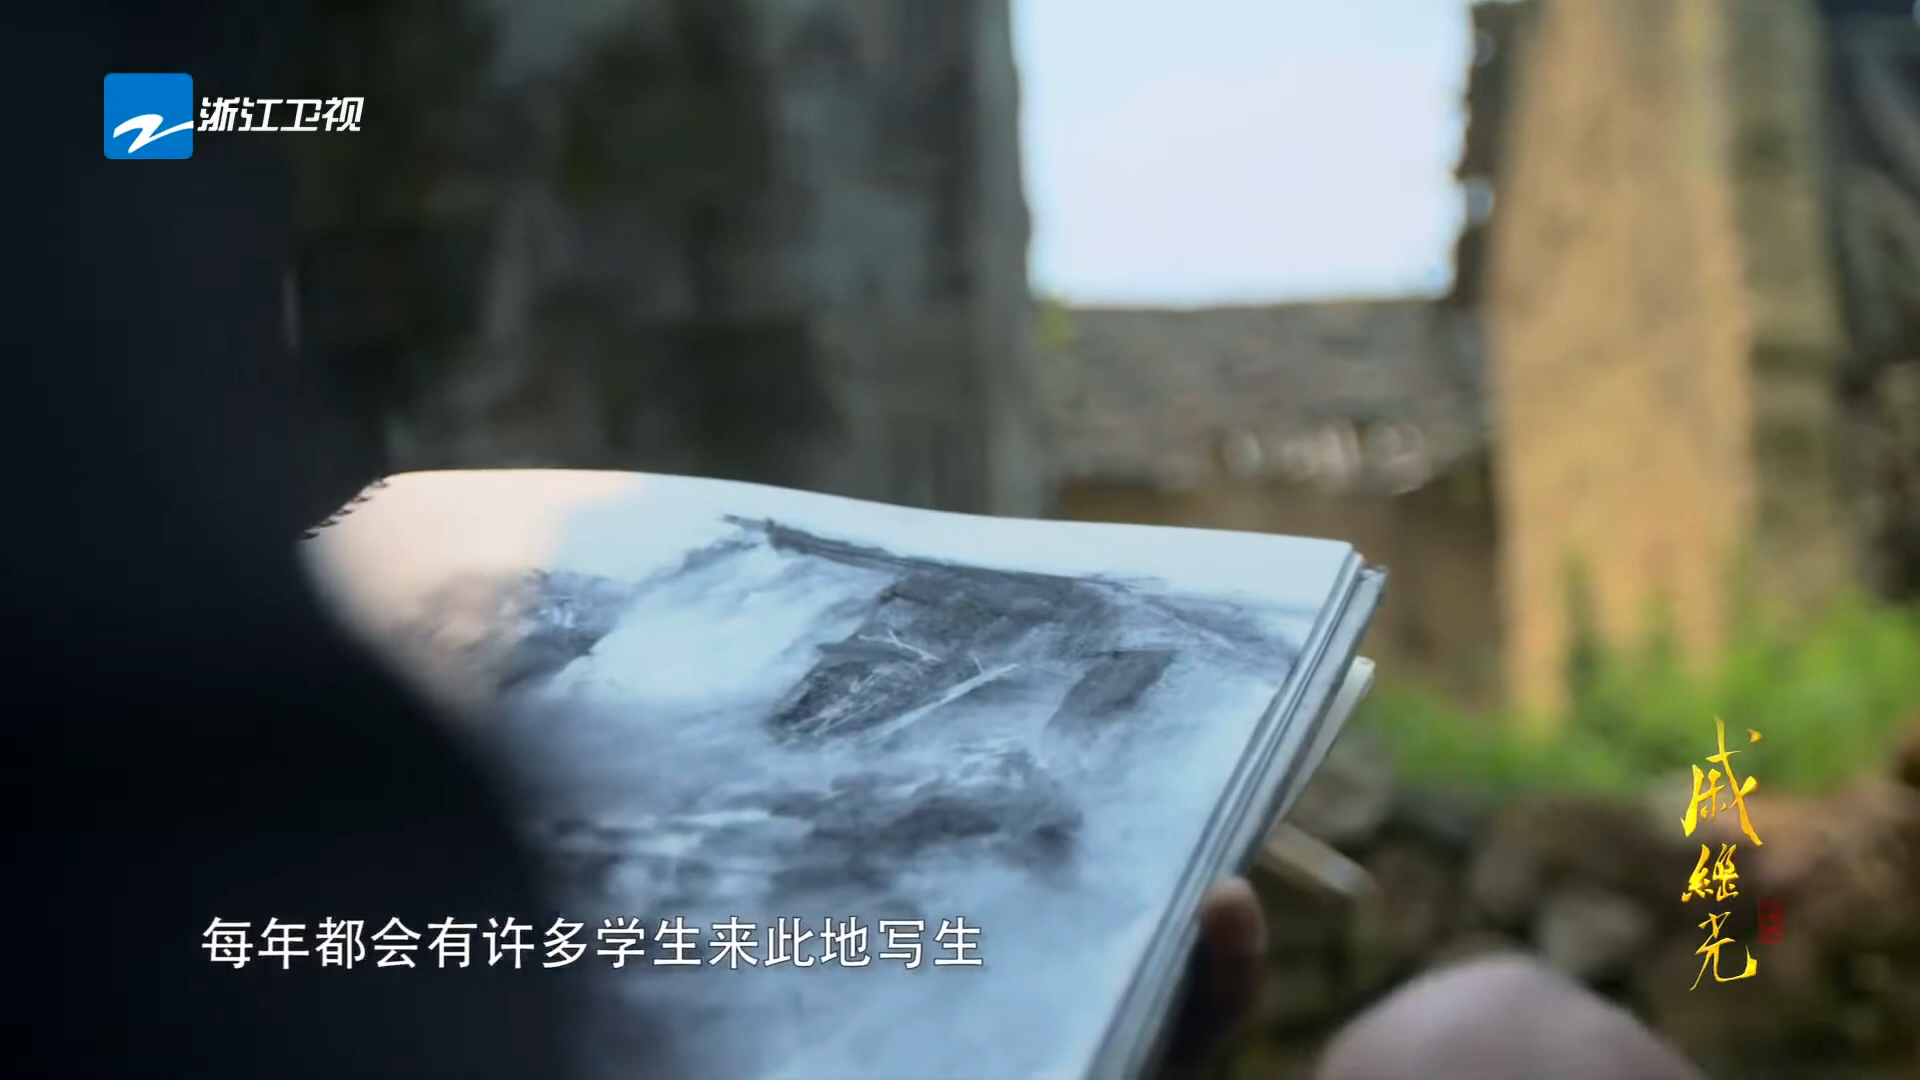 浙江卫视
每年都会有许多学生来此地写生
戚継光